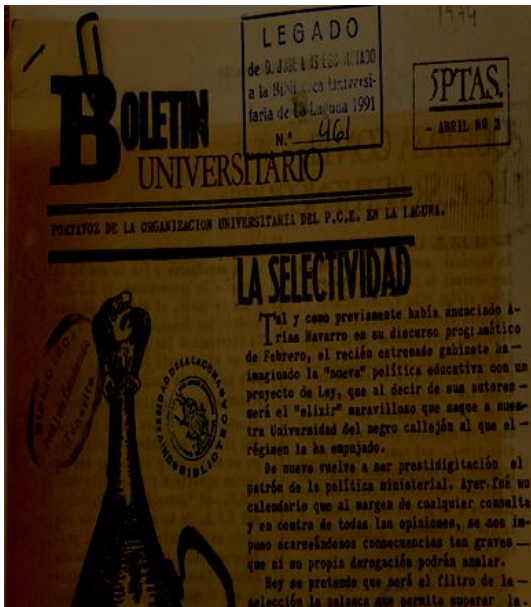 1974
LEGADO
de D. JOSE LUIS
a la Biblioteca Universi-
taria de La Laguna 1991
N.º 461
5PTAS.
- ABRIL Nº 2
BOLETIN
UNIVERSITARIO
PORTAVOZ DE LA ORGANIZACION UNIVERSITARIA DEL P.C.E. EN LA LAGUNA.
LA SELECTIVIDAD
Tal y como previamente había anunciado A-
rias Navarro en su discurso programático
de Febrero, el recién estrenado gabinete ha—
imaginado la "nueva" política educativa con un
proyecto de Ley, que al decir de sus autores —
será el "elixir" maravilloso que saque a nues-
tra Universidad del negro callejón al que el —
régimen la ha empujado.
De nuevo vuelve a ser prestidigitación el
patrón de la política ministerial. Ayer fué un
calendario que al margen de cualquier consulta
y en contra de todas las opiniones, se nos im-
puso acarreándonos consecuencias tan graves —
que ni su propia derogación podrán anular.
Hoy se pretende que será el filtro de la —
selección la palanca que permita superar la
UNIVERSIDAD DE LA LAGUNA
BIBLIOTECA